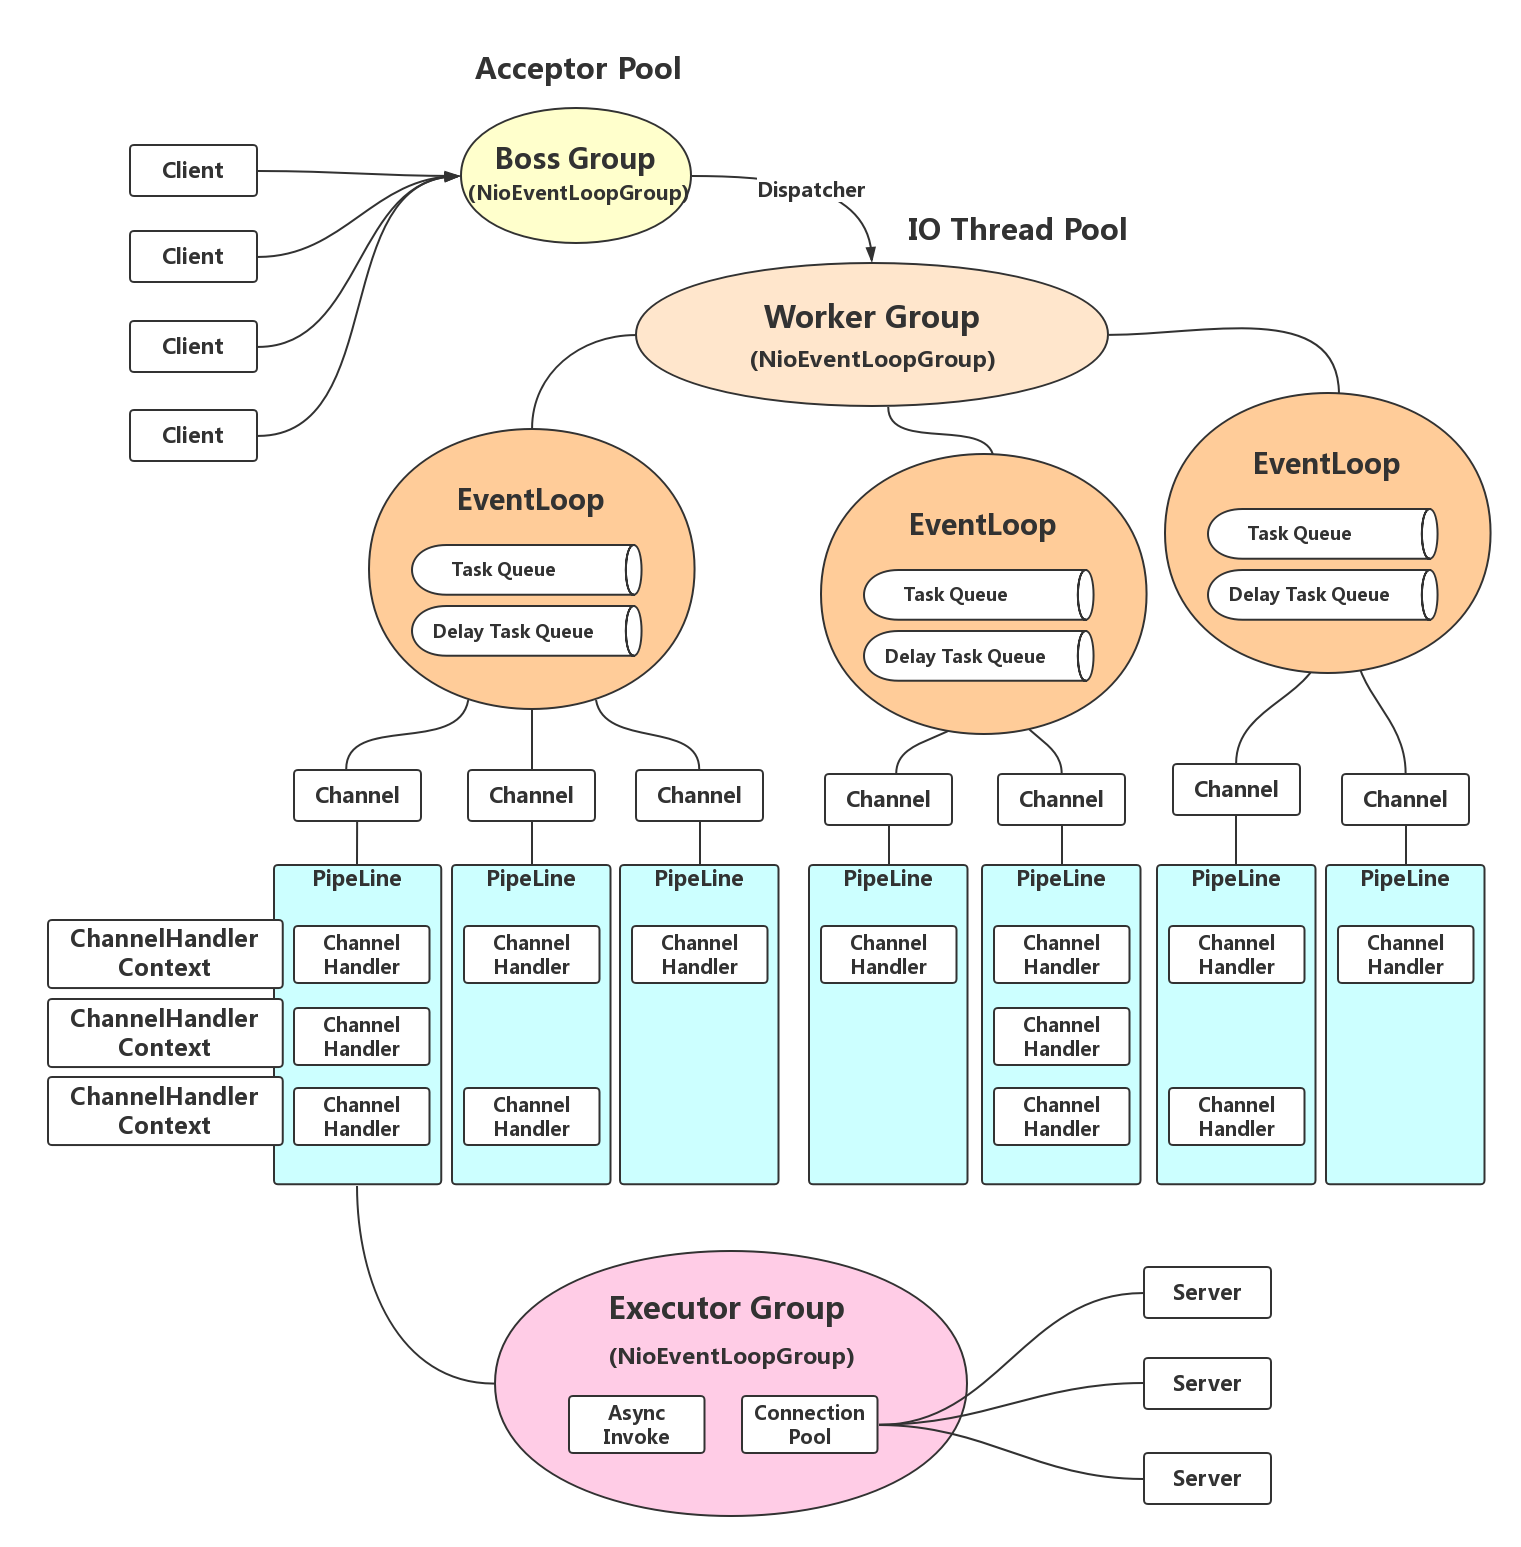 Acceptor Pool
Boss Group
(NioEventLoopGroup)
Client
Client
Client
Client
Dispatcher
IO Thread Pool
Worker Group
(NioEventLoopGroup)
EventLoop
Task Queue
Delay Task Queue
EventLoop
Task Queue
Delay Task Queue
EventLoop
Task Queue
Delay Task Queue
Channel
Channel
Channel
Channel
Channel
Channel
Channel
PipeLine
PipeLine
PipeLine
PipeLine
PipeLine
PipeLine
PipeLine
ChannelHandler
Context
Channel
Handler
Channel
Handler
Channel
Handler
Channel
Handler
Channel
Handler
Channel
Handler
Channel
Handler
ChannelHandler
Context
Channel
Handler
Channel
Handler
ChannelHandler
Context
Channel
Handler
Channel
Handler
Channel
Handler
Channel
Handler
Executor Group
(NioEventLoopGroup)
Async
Invoke
Connection
Pool
Server
Server
Server